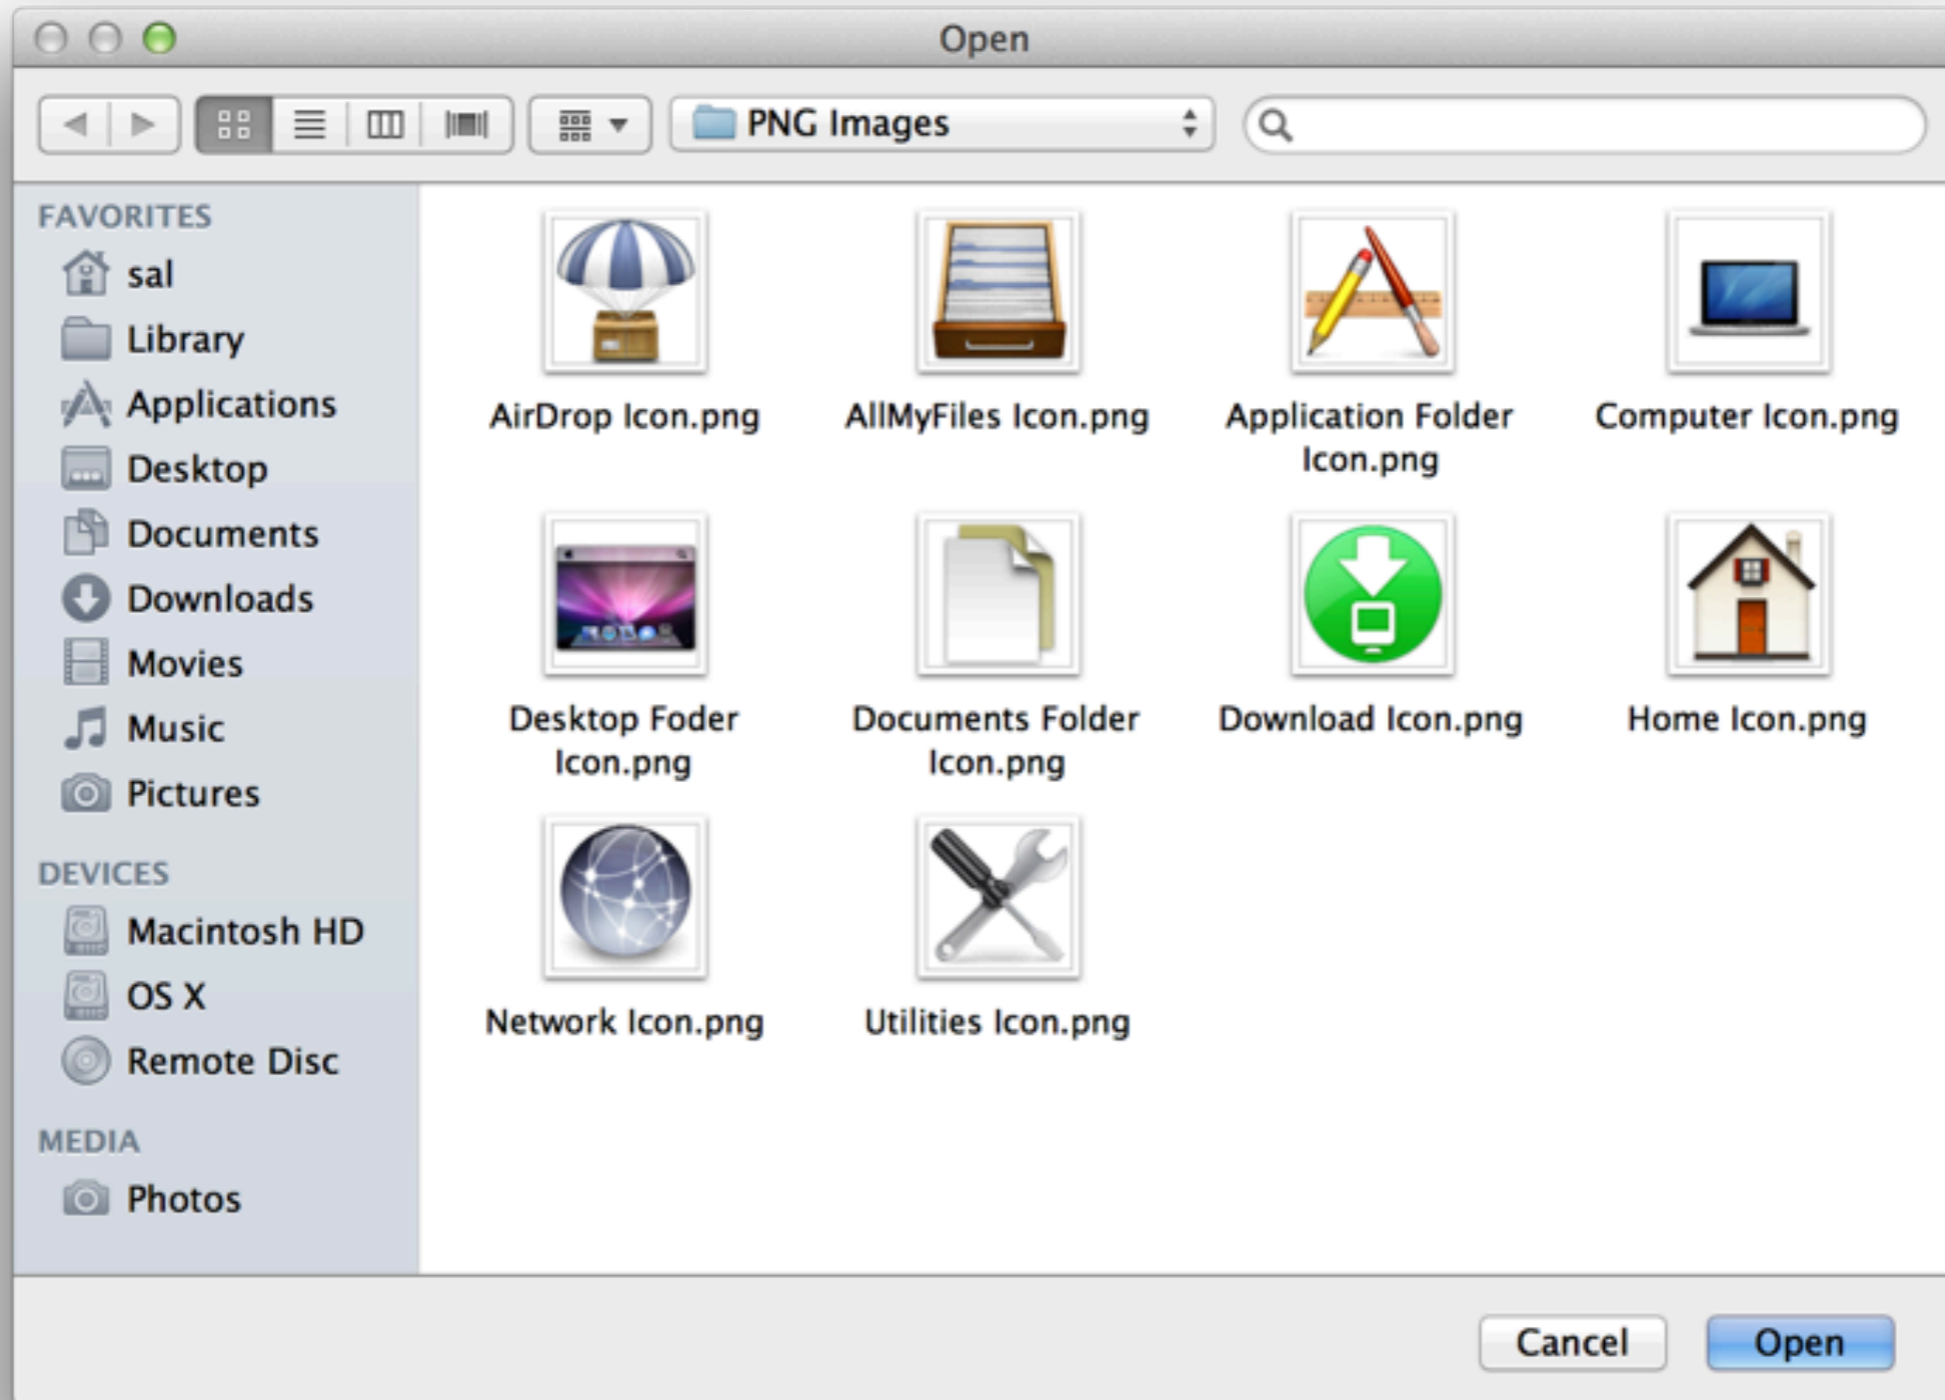 Open
PNG Images
FAVORITES
sal
Library
Applications
Desktop
Documents
Downloads
Movies
Music
Pictures
DEVICES
Macintosh HD
OS X
Remote Disc
MEDIA
Photos
AirDrop Icon.png
AllMyFiles Icon.png
Application Folder
Icon.png
Computer Icon.png
Desktop Foder
Icon.png
Documents Folder
Icon.png
Download Icon.png
Home Icon.png
Network Icon.png
Utilities Icon.png
Cancel
Open